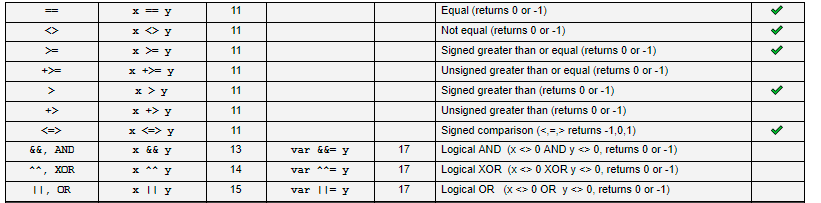 == x == y 11 Equal (returns 0 or -1)
<> x <> y 11 Not equal (returns 0 or -1)
>= x >= y 11 Signed greater than or equal (returns 0 or -1)
+>= x +>= y 11 Unsigned greater than or equal (returns 0 or -1)
> x > y 11 Signed greater than (returns 0 or -1)
+> x +> y 11 Unsigned greater than (returns 0 or -1)
<=> x <=> y 11 Signed comparison (<,=,> returns -1,0,1)
&&, AND x && y 13 var &&= y 17 Logical AND (x <> 0 AND y <> 0, returns 0 or -1)
^^, XOR x ^^ y 14 var ^^= y 17 Logical XOR (x <> 0 XOR y <> 0, returns 0 or -1)
||, OR x || y 15 var ||= y 17 Logical OR (x <> 0 OR y <> 0, returns 0 or -1)